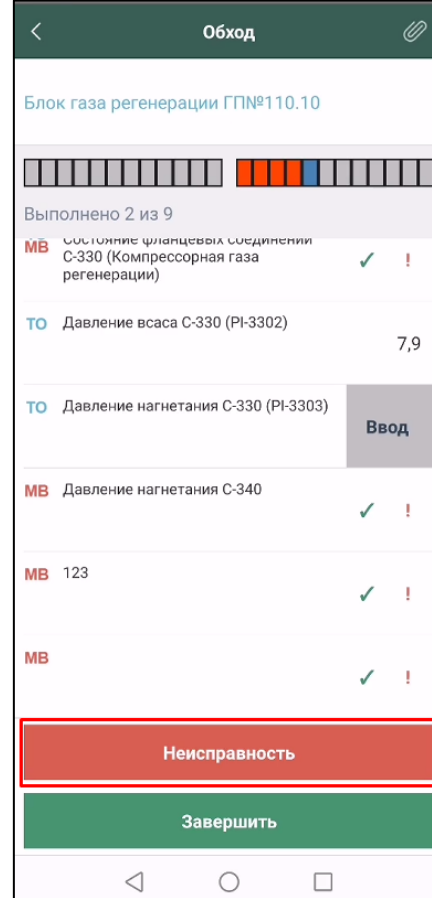 Обход
Блок газа регенерации ГП№110.10
Выполнено 2 из 9
МВ Состояние фланцевых соединений
С-330 (Компрессорная газа
регенерации)
✓ !
ТО Давление всаса С-330 (PI-3302)
7,9
ТО Давление нагнетания С-330 (PI-3303)
Ввод
МВ Давление нагнетания С-340
✓ !
МВ 123
✓ !
МВ
✓ !
Неисправность
Завершить